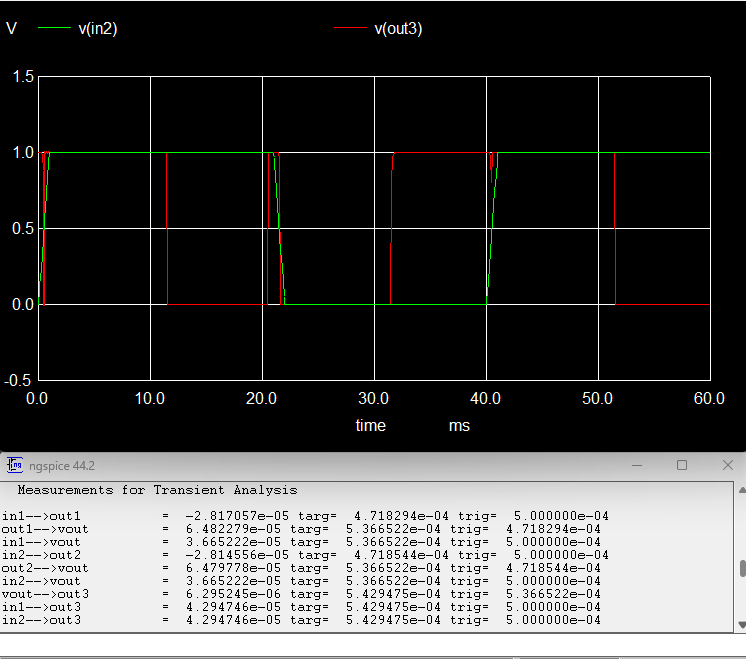 V v(in2) v(out3)
1.5
1.0
0.5
0.0
-0.5
0.0 10.0 20.0 30.0 40.0 50.0 60.0
time ms
ngspice 44.2
Measurements for Transient Analysis
in1-->out1 = -2.817057e-05 targ= 4.718294e-04 trig= 5.000000e-04
out1-->vout = 6.482279e-05 targ= 5.366522e-04 trig= 4.718294e-04
in1-->vout = 3.665222e-05 targ= 5.366522e-04 trig= 5.000000e-04
in2-->out2 = -2.814556e-05 targ= 4.718544e-04 trig= 5.000000e-04
out2-->vout = 6.479778e-05 targ= 5.366522e-04 trig= 4.718544e-04
in2-->vout = 3.665222e-05 targ= 5.366522e-04 trig= 5.000000e-04
vout-->out3 = 6.295245e-06 targ= 5.429475e-04 trig= 5.366522e-04
in1-->out3 = 4.294746e-05 targ= 5.429475e-04 trig= 5.000000e-04
in2-->out3 = 4.294746e-05 targ= 5.429475e-04 trig= 5.000000e-04